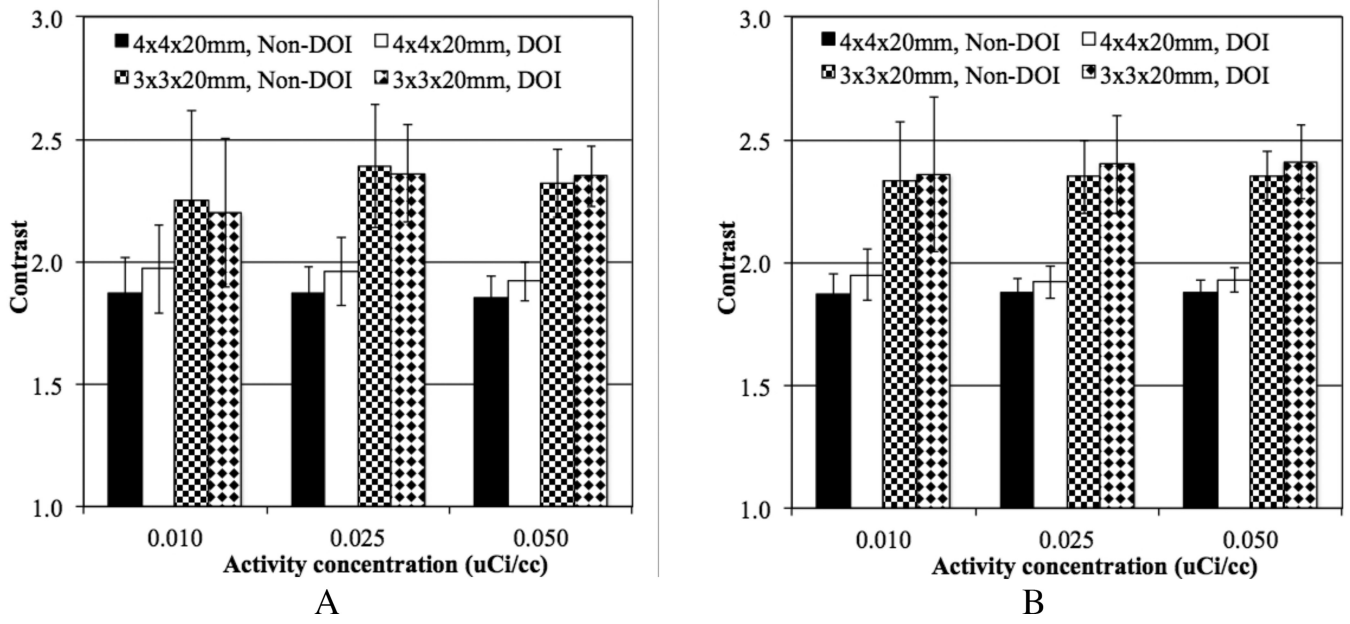 3.0
4x4x20mm, Non-DOI 4x4x20mm, DOI
3x3x20mm, Non-DOI 3x3x20mm, DOI
2.5
2.0
1.5
1.0
Contrast
0.010 0.025 0.050
Activity concentration (uCi/cc)
A
3.0
4x4x20mm, Non-DOI 4x4x20mm, DOI
3x3x20mm, Non-DOI 3x3x20mm, DOI
2.5
2.0
1.5
1.0
Contrast
0.010 0.025 0.050
Activity concentration (uCi/cc)
B